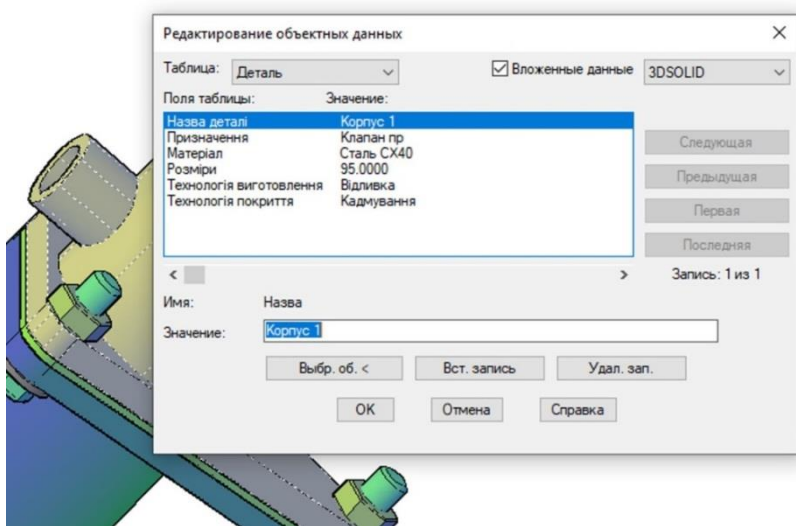 Редактирование объектных данных
Таблица: Деталь Вложенные данные 3DSOLID
Поля таблицы: Значение:
Назва деталі Корпус 1
Призначення Клапан пр
Матеріал Сталь СХ40
Розміри 95.0000
Технологія виготовлення Відливка
Технологія покриття Кадмування
Следующая
Предыдущая
Первая
Последняя
Запись: 1 из 1
Имя: Назва
Значение: Корпус 1
Выбр. об. < Вст. запись Удал. зап.
OK Отмена Справка